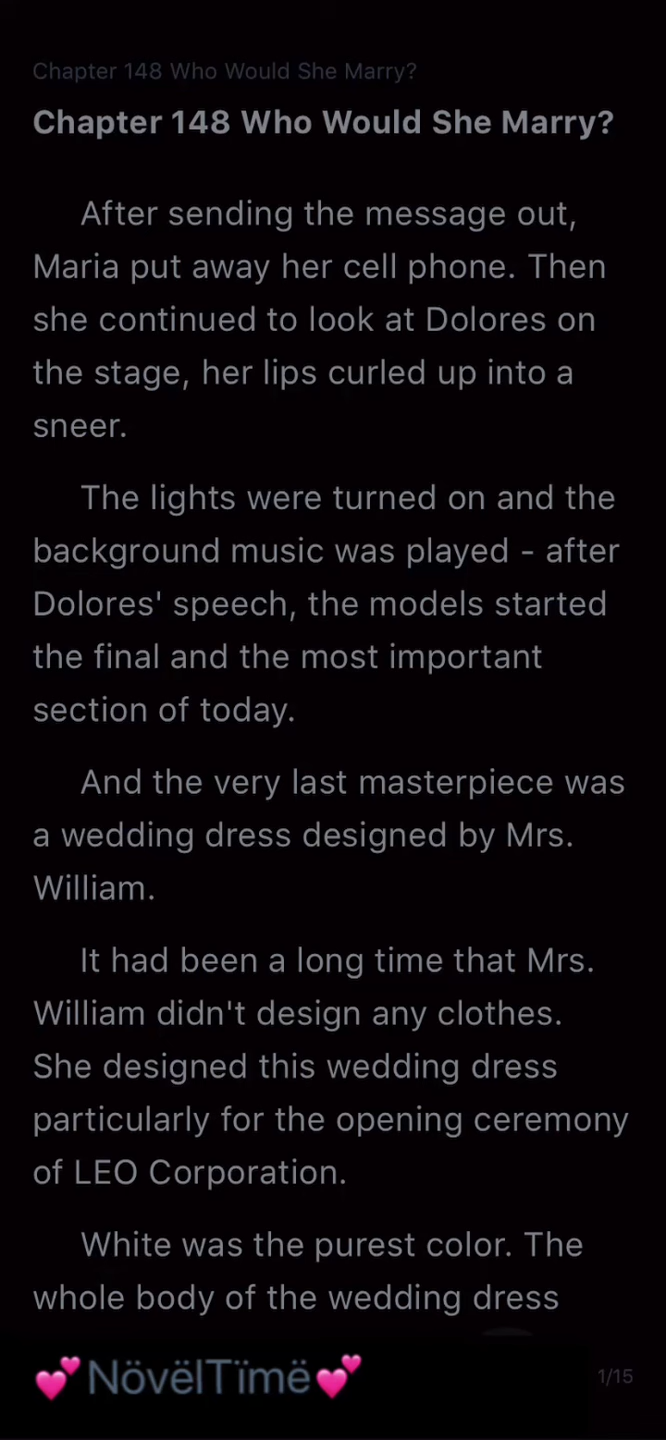 Chapter 148 Who Would She Marry?
Chapter 148 Who Would She Marry?
After sending the message out,
Maria put away her cell phone. Then
she continued to look at Dolores on
the stage, her lips curled up into a
sneer.
The lights were turned on and the
background music was played - after
Dolores' speech, the models started
the final and the most important
section of today.
And the very last masterpiece was
a wedding dress designed by Mrs.
William.
It had been a long time that Mrs.
William didn't design any clothes.
She designed this wedding dress
particularly for the opening ceremony
of LEO Corporation.
White was the purest color. The
whole body of the wedding dress
💕NövëlTïmë💕
1/15